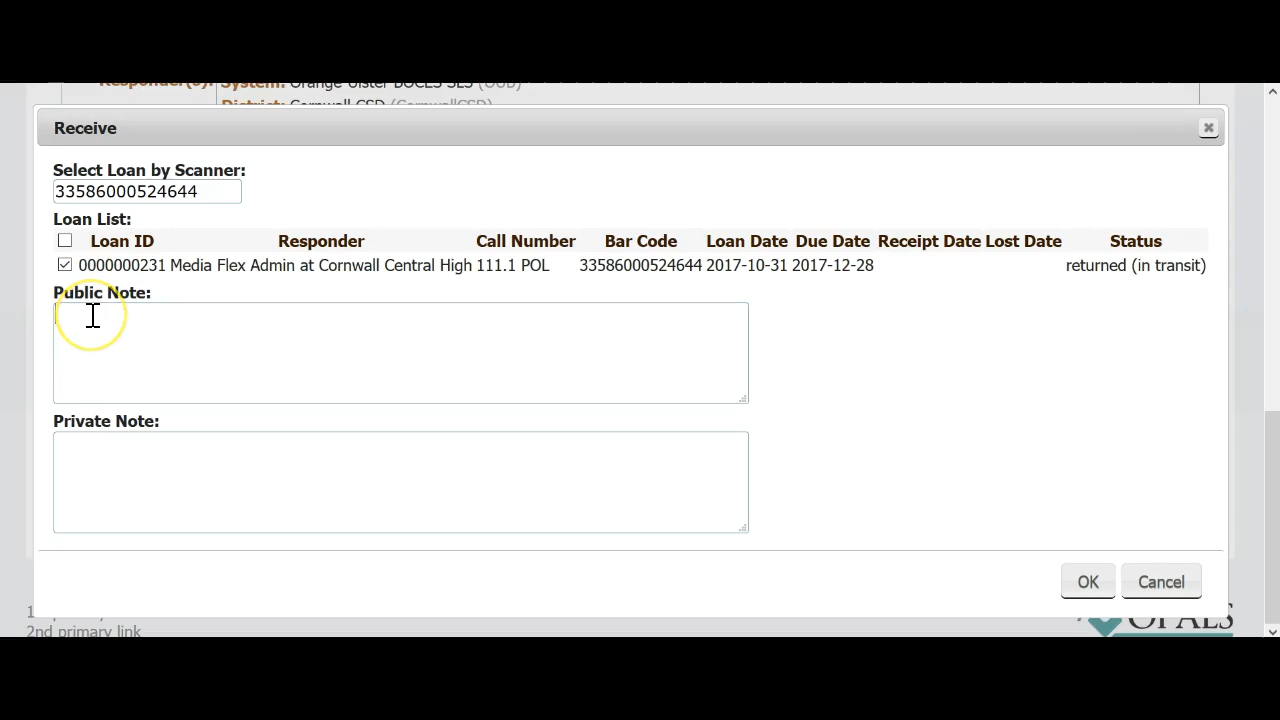 Responder(s): System: Orange Ulster BOCES SLS (OUB)
District: Cornwall CSD (CornwallCSD)
Receive
Select Loan by Scanner:
33586000524644
Loan List:
Loan ID Responder Call Number Bar Code Loan Date Due Date Receipt Date Lost Date Status
0000000231 Media Flex Admin at Cornwall Central High 111.1 POL 33586000524644 2017-10-31 2017-12-28 returned (in transit)
Public Note:
Private Note:
OK Cancel
OPALS
2nd primary link